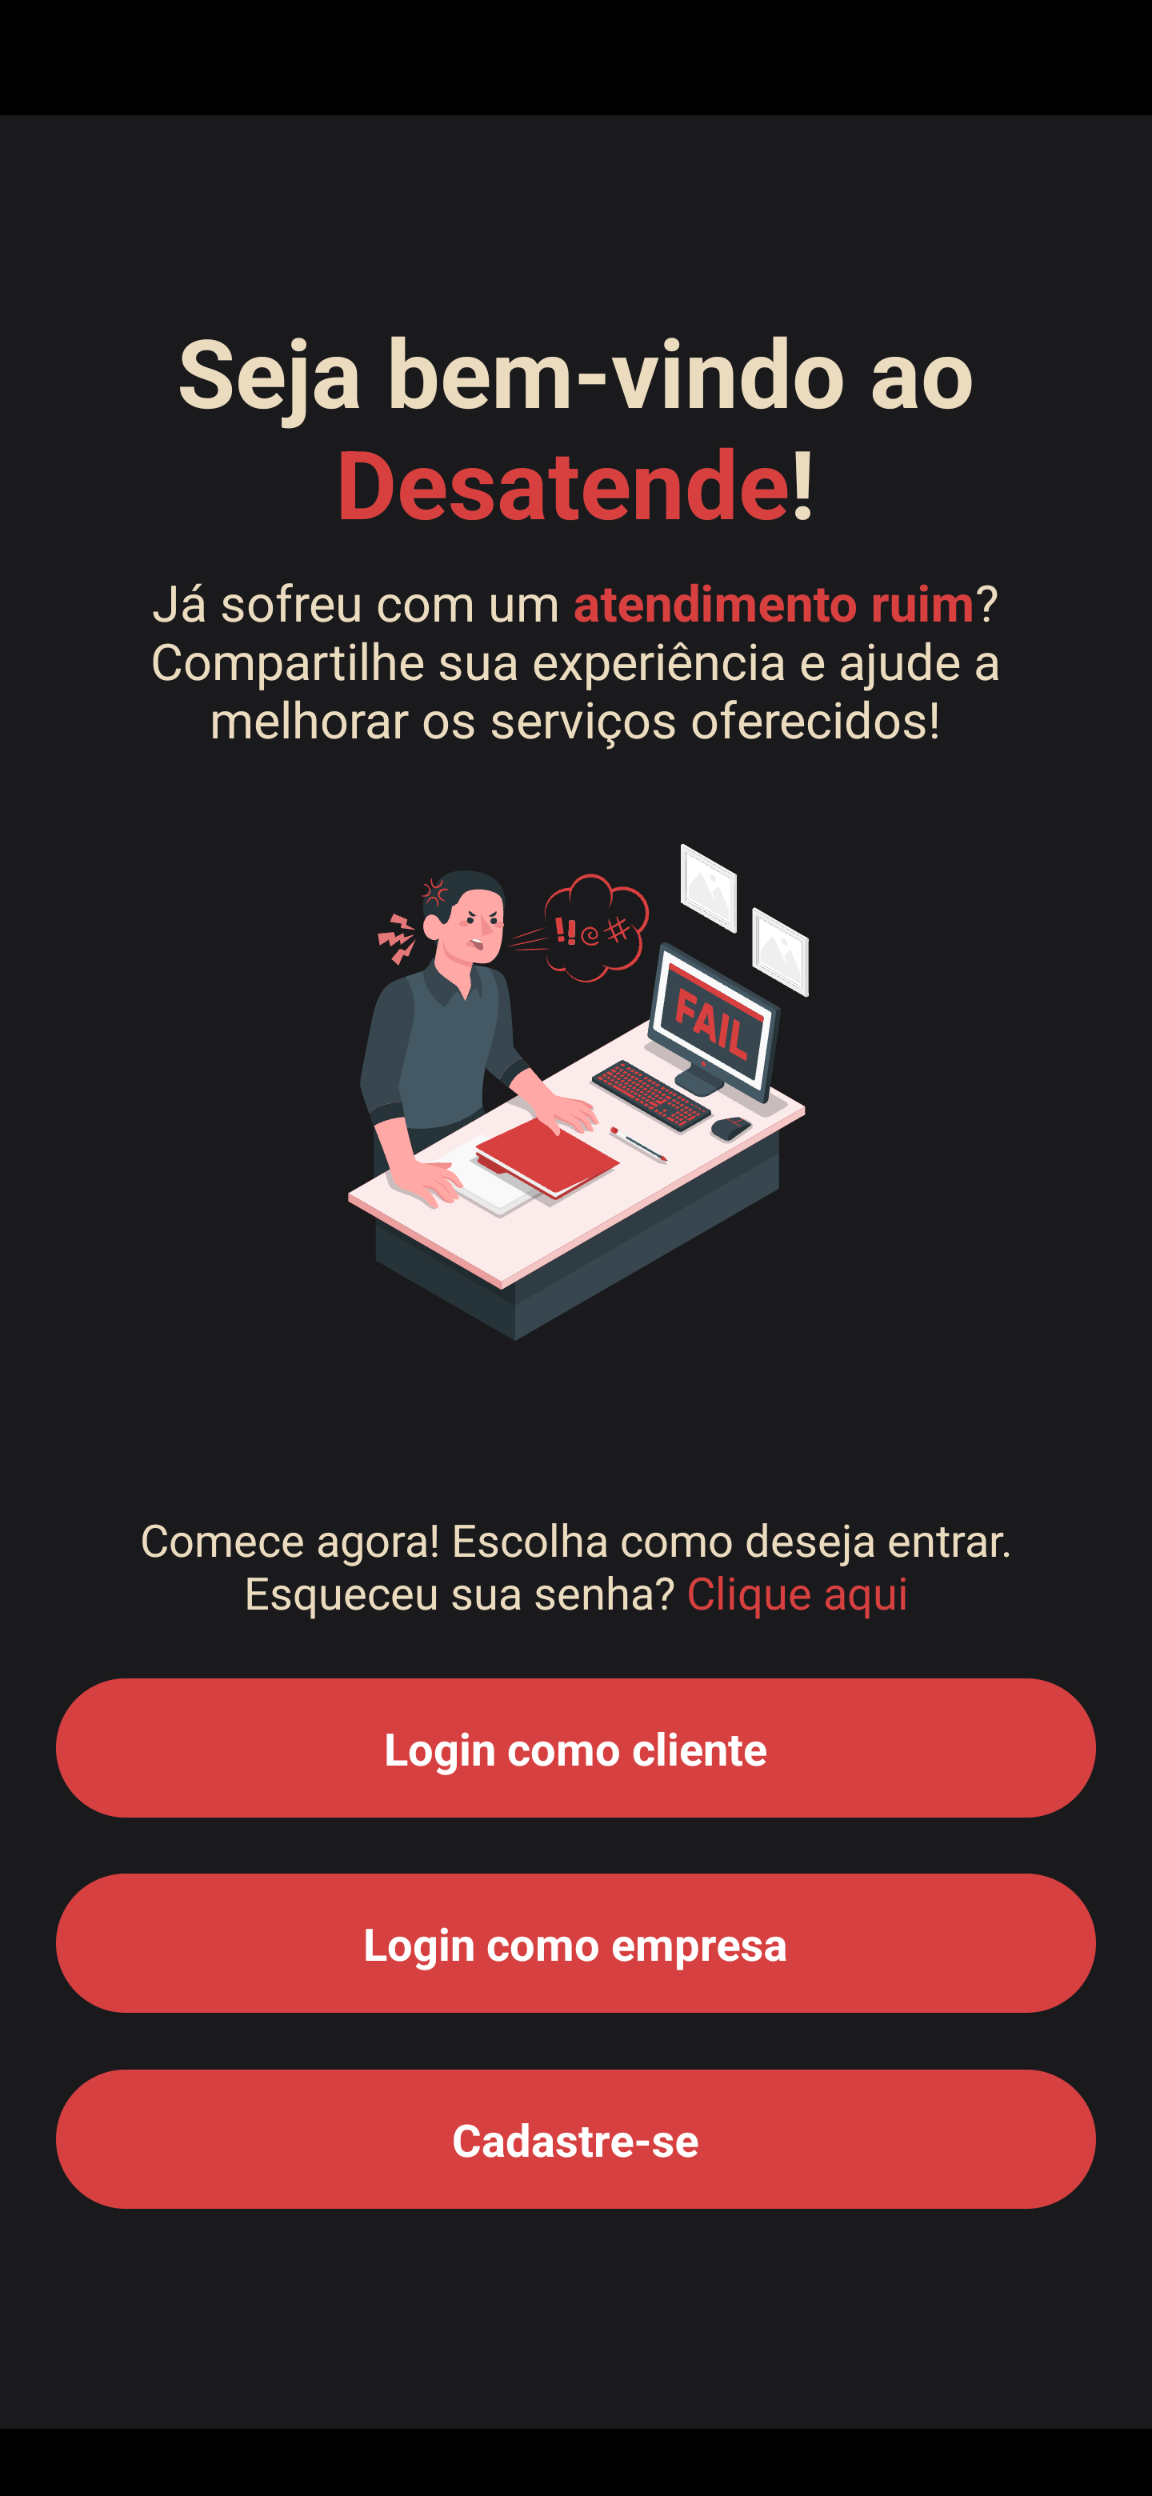 Seja bem-vindo ao
Desatende!
Já sofreu com um atendimento ruim?
Compartilhe sua experiência e ajude a
melhorar os serviços oferecidos!
!!@#
FAIL
Comece agora! Escolha como deseja entrar.
Esqueceu sua senha? Clique aqui
Login como cliente
Login como empresa
Cadastre-se